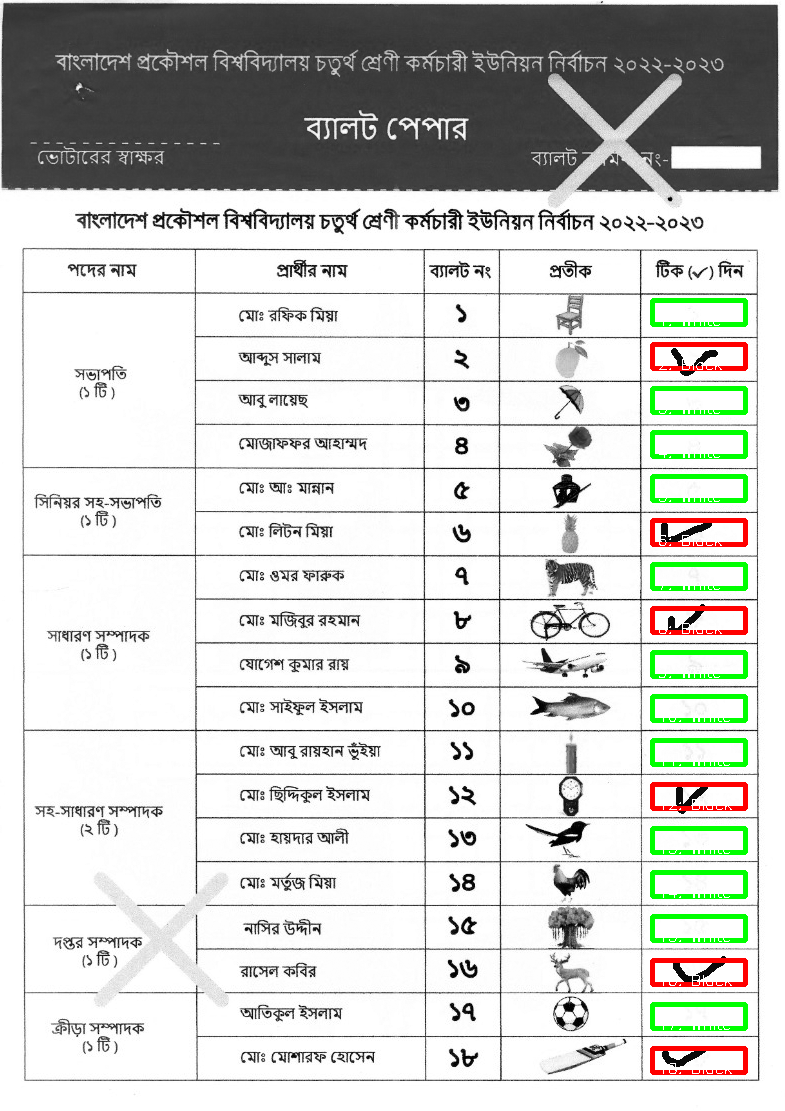 বাংলাদেশ প্রকৌশল বিশ্ববিদ্যালয় চতুর্থ শ্রেণী কর্মচারী ইউনিয়ন নির্বাচন ২০২২-২০২৩
ব্যালট পেপার
ভোটারের স্বাক্ষর
ব্যালট নং-
বাংলাদেশ প্রকৌশল বিশ্ববিদ্যালয় চতুর্থ শ্রেণী কর্মচারী ইউনিয়ন নির্বাচন ২০২২-২০২৩
পদের নাম প্রার্থীর নাম ব্যালট নং প্রতীক টিক (✓) দিন
সভাপতি
(১ টি)
মোঃ রফিক মিয়া ১ 1. White
আব্দুস সালাম ২ 2. Black
আবু লায়েছ ৩ 3. White
মোজাফফর আহাম্মদ ৪ 4. White
সিনিয়র সহ-সভাপতি
(১ টি)
মোঃ আঃ মান্নান ৫ 5. White
মোঃ লিটন মিয়া ৬ 6. Black
সাধারণ সম্পাদক
(১ টি)
মোঃ ওমর ফারুক ৭ 7. White
মোঃ মজিবুর রহমান ৮ 8. Black
যোগেশ কুমার রায় ৯ 9. White
মোঃ সাইফুল ইসলাম ১০ 10. White
সহ-সাধারণ সম্পাদক
(২ টি)
মোঃ আবু রায়হান ভুঁইয়া ১১ 11. White
মোঃ ছিদ্দিকুল ইসলাম ১২ 12. Black
মোঃ হায়দার আলী ১৩ 13. White
মোঃ মর্তুজ মিয়া ১৪ 14. White
দপ্তর সম্পাদক
(১ টি)
নাসির উদ্দীন ১৫ 15. White
রাসেল কবির ১৬ 16. Black
ক্রীড়া সম্পাদক
(১ টি)
আতিকুল ইসলাম ১৭ 17. White
মোঃ মোশারফ হোসেন ১৮ 18. Black